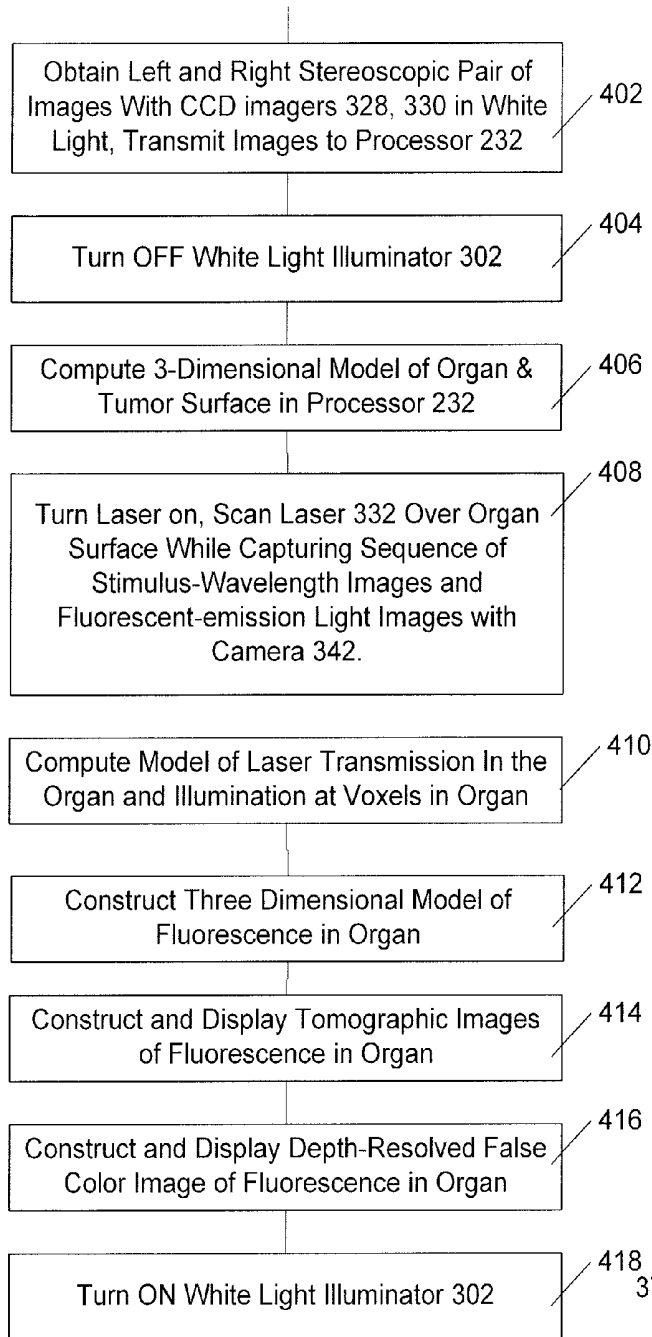 Obtain Left and Right Stereoscopic Pair of
Images With CCD imagers 328, 330 in White
Light, Transmit Images to Processor 232
402
Turn OFF White Light Illuminator 302
404
Compute 3-Dimensional Model of Organ &
Tumor Surface in Processor 232
406
Turn Laser on, Scan Laser 332 Over Organ
Surface While Capturing Sequence of
Stimulus-Wavelength Images and
Fluorescent-emission Light Images with
Camera 342.
408
Compute Model of Laser Transmission In the
Organ and Illumination at Voxels in Organ
410
Construct Three Dimensional Model of
Fluorescence in Organ
412
Construct and Display Tomographic Images
of Fluorescence in Organ
414
Construct and Display Depth-Resolved False
Color Image of Fluorescence in Organ
416
Turn ON White Light Illuminator 302
418